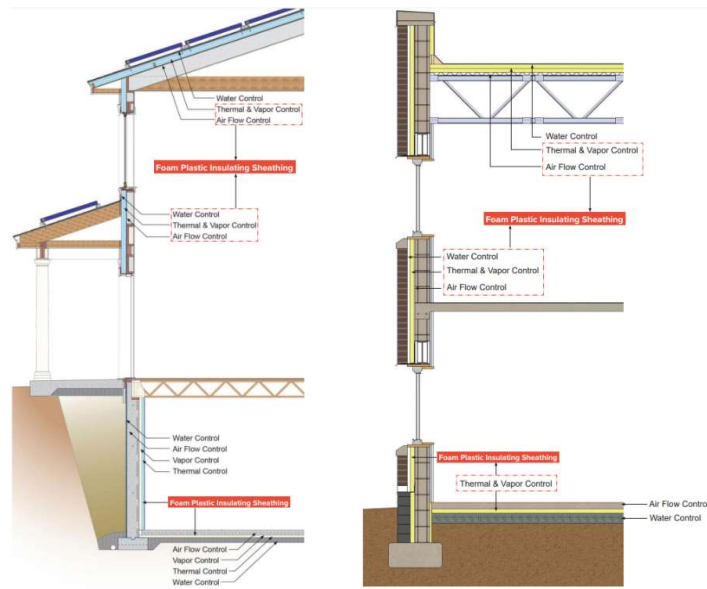 Water Control
Thermal & Vapor Control
Air Flow Control
Foam Plastic Insulating Sheathing
Water Control
Thermal & Vapor Control
Air Flow Control
Water Control
Air Flow Control
Vapor Control
Thermal Control
Foam Plastic Insulating Sheathing
Air Flow Control
Vapor Control
Thermal Control
Water Control
Water Control
Thermal & Vapor Control
Air Flow Control
Foam Plastic Insulating Sheathing
Water Control
Thermal & Vapor Control
Air Flow Control
Foam Plastic Insulating Sheathing
Thermal & Vapor Control
Air Flow Control
Water Control